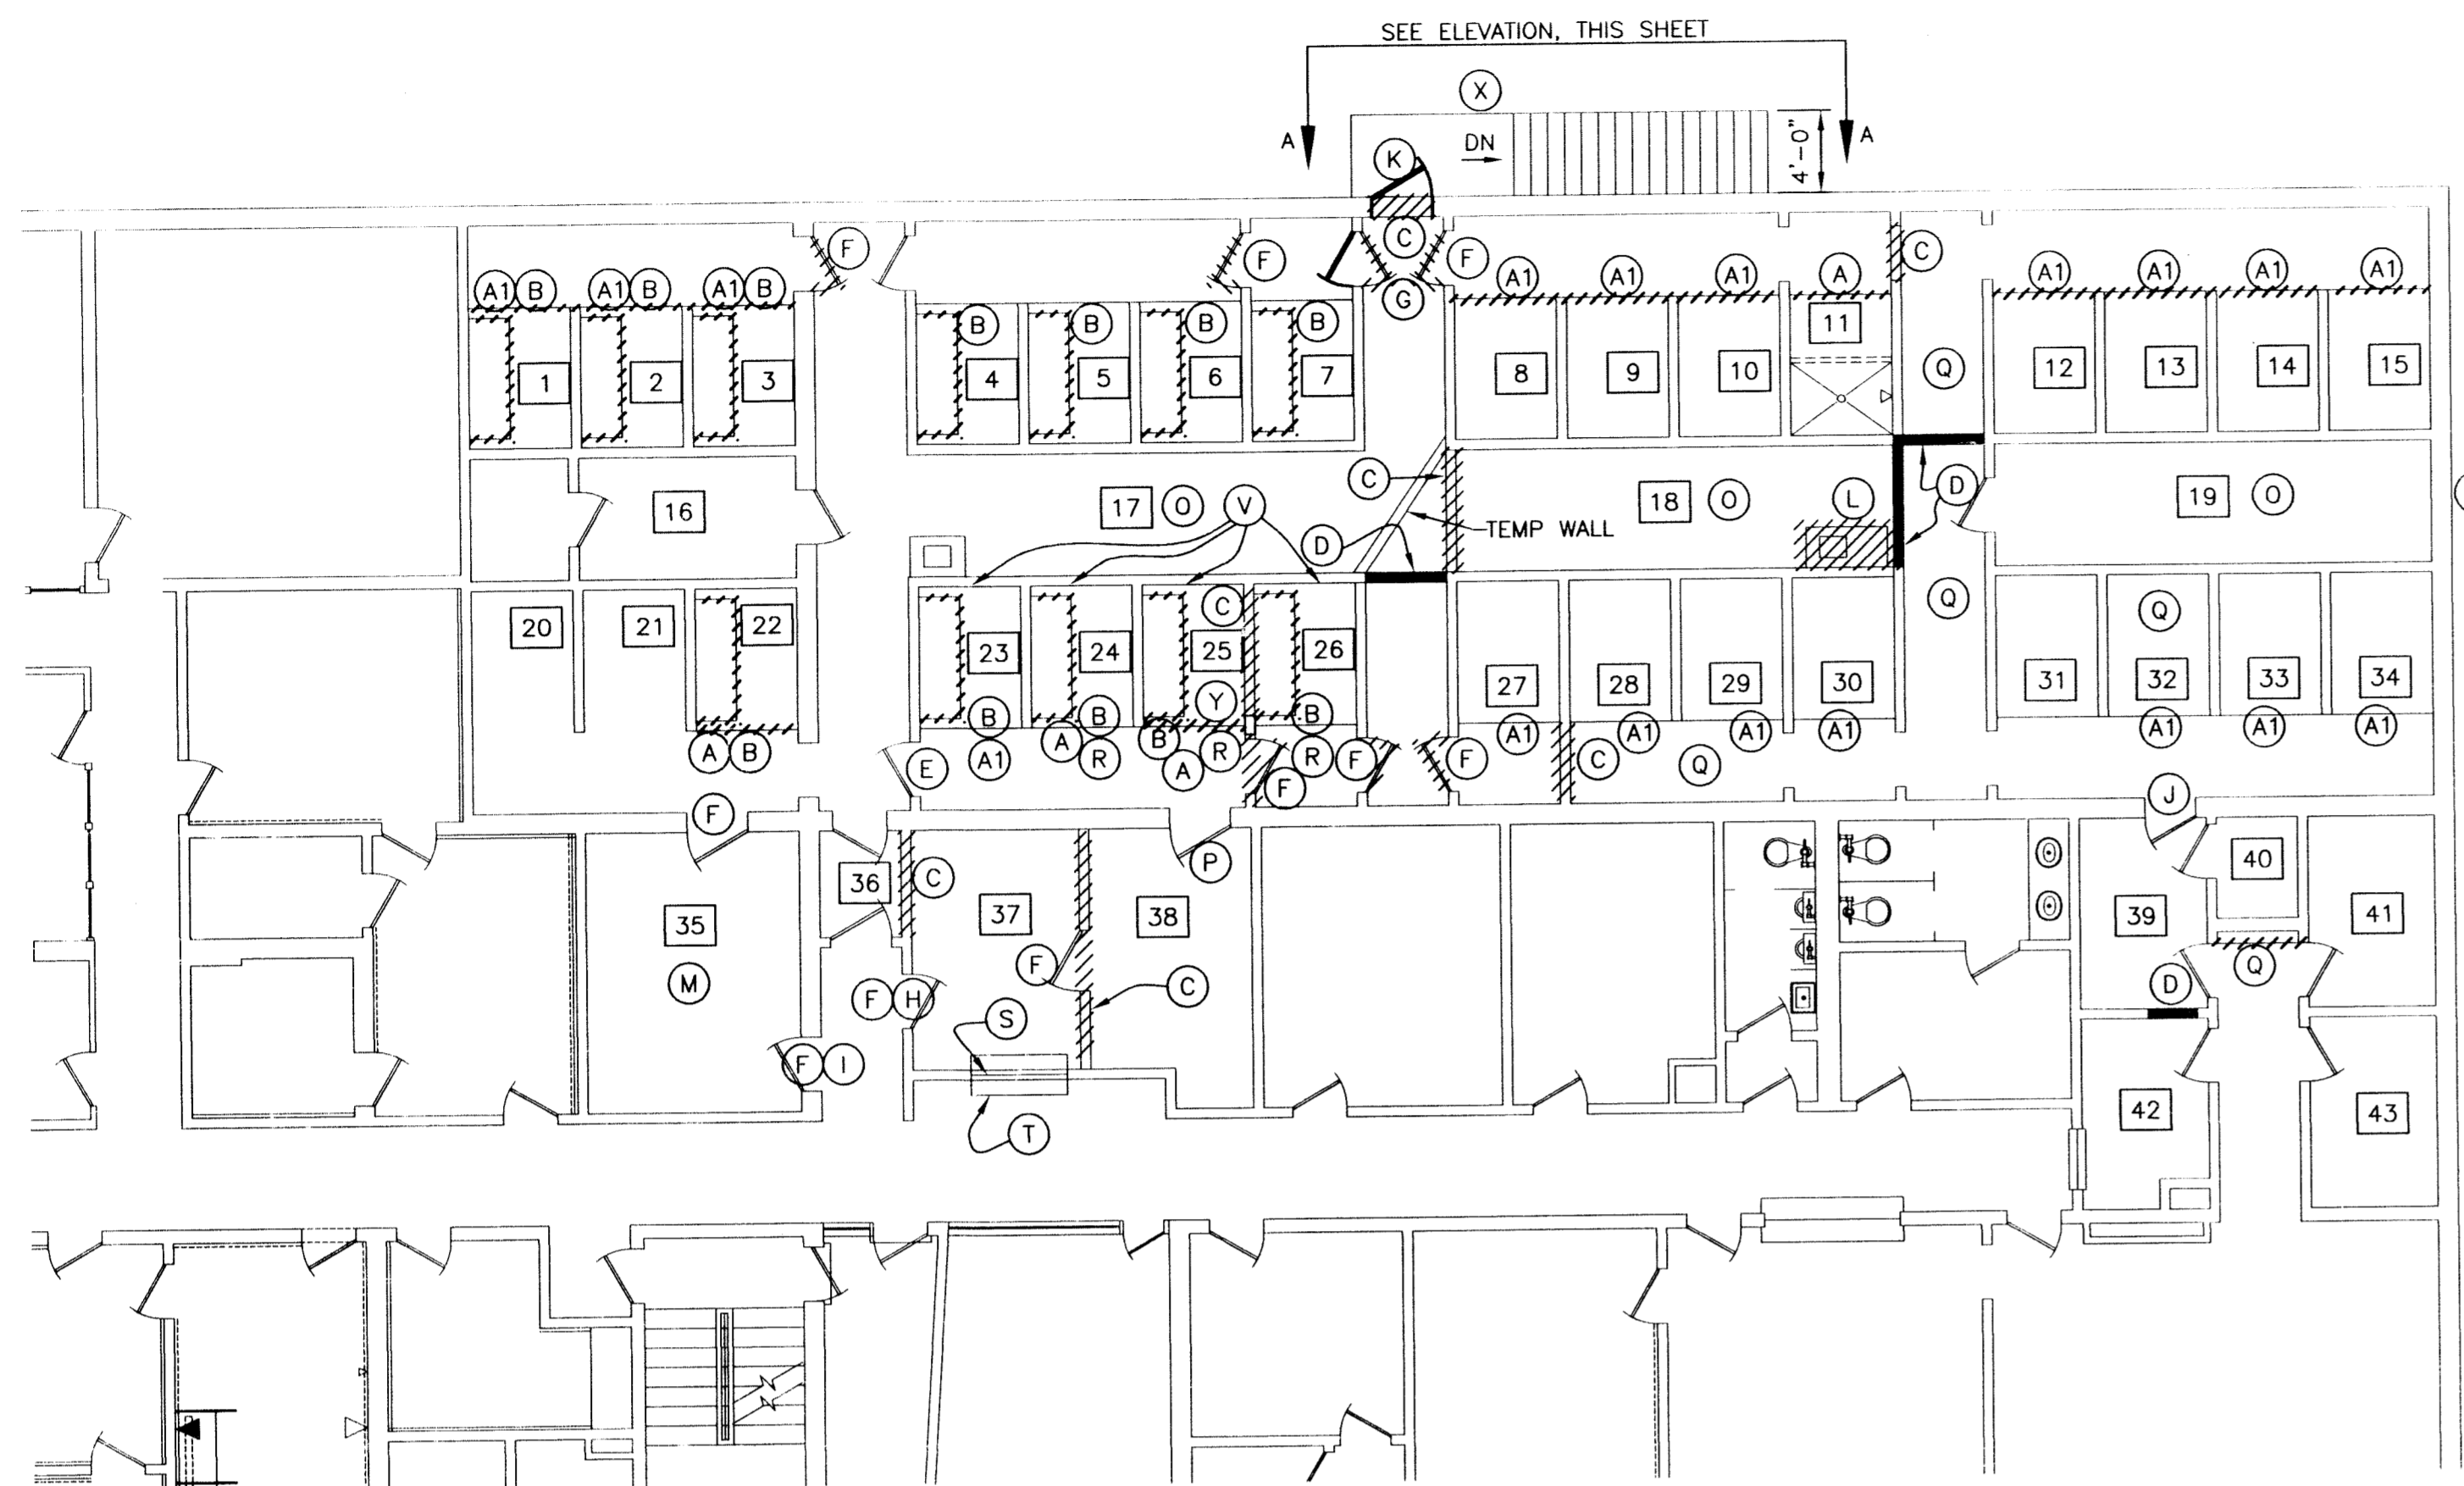 SEE ELEVATION, THIS SHEET
X
A DN 4'-0" A
K
F F C F C
A1 B A1 B A1 B G A1 A1 A1 A A1 A1 A1 A1
B B B B 11
1 2 3 4 5 6 7 8 9 10 Q 12 13 14 15
C
16 17 O V 18 O L D 19 O
D TEMP WALL
20 21 22 C Q Q
23 24 25 26 27 28 29 30 31 32 33 34
Y
B B B B
A B A1 A R A R R F F A1 C A1 A1 A1 A1 A1 A1
E F Q
F J
36 C P 40
35 37 38 39 41
M F H F C D Q
S
F I
T 42 43